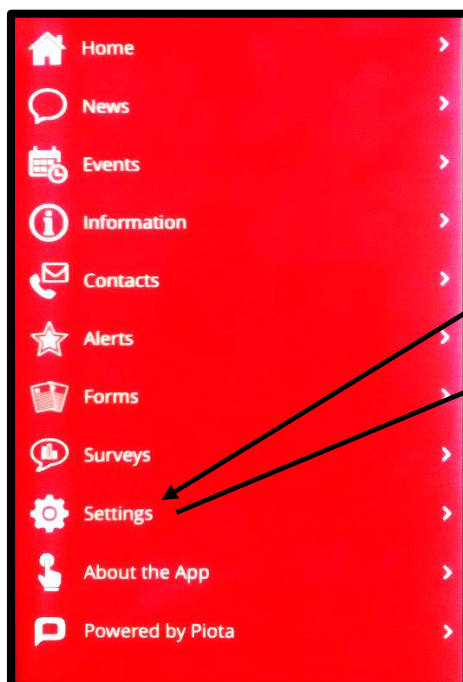 Home
News
Events
Information
Contacts
Alerts
Forms
Surveys
Settings
About the App
Powered by Piota